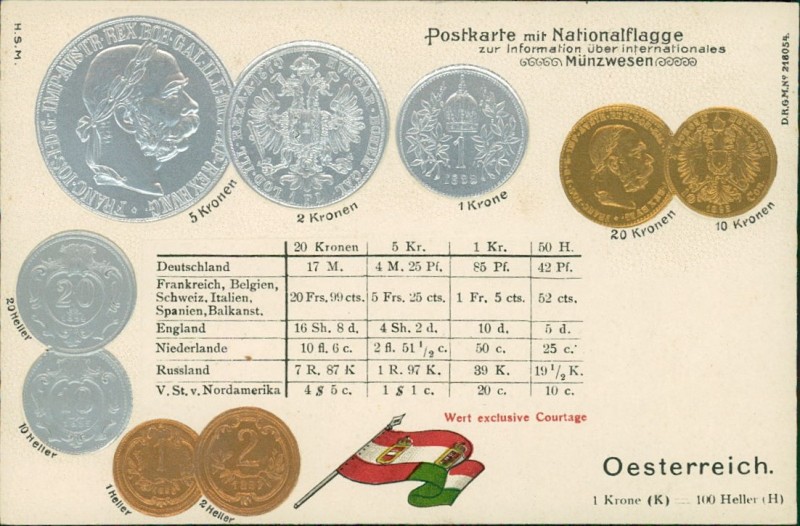 H.S.M.
Postkarte mit Nationalflagge
zur Information über internationales
Münzwesen
D.R.G.M. Nº 218054.
5 Kronen
2 Kronen
1
1 Krone
20 Kronen
10 Kronen
20
20 Heller
10
10 Heller
1
1 Heller
2
2 Heller
20 Kronen 5 Kr. 1 Kr. 50 H.
Deutschland 17 M. 4 M. 25 Pf. 85 Pf. 42 Pf.
Frankreich, Belgien,
Schweiz, Italien, 20 Frs. 99 cts. 5 Frs. 25 cts. 1 Fr. 5 cts. 52 cts.
Spanien, Balkanst.
England 16 Sh. 8 d. 4 Sh. 2 d. 10 d. 5 d.
Niederlande 10 fl. 6 c. 2 fl. 51 1/2 c. 50 c. 25 c.
Russland 7 R. 87 K 1 R. 97 K. 39 K. 19 1/2 K.
V. St. v. Nordamerika 4 $ 5 c. 1 $ 1 c. 20 c. 10 c.
Wert exclusive Courtage
Oesterreich.
1 Krone (K) = 100 Heller (H)